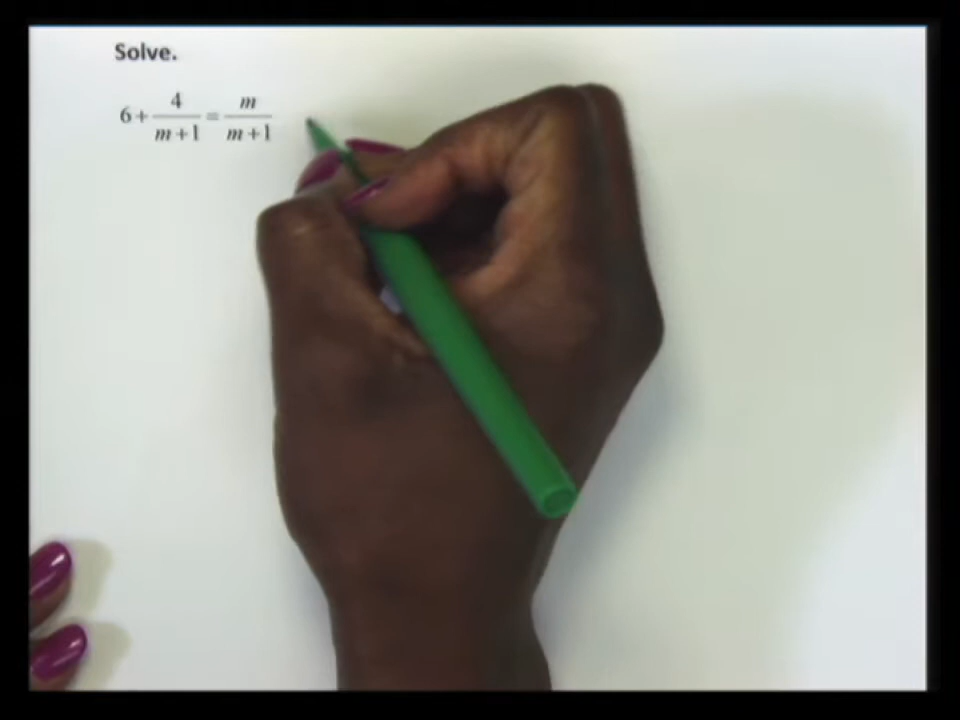 Solve.
6 + 4/(m+1) = m/(m+1)